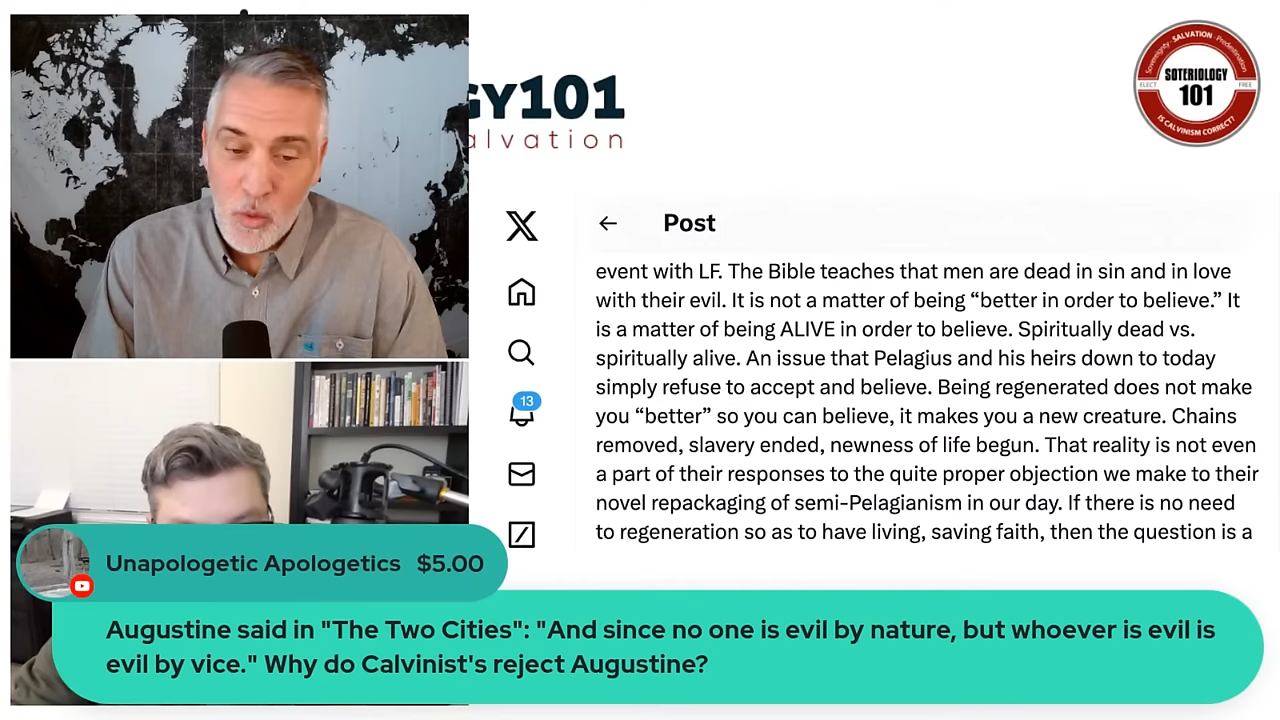 GY101
alvation
Sovereignty · SALVATION · Predestination
ELECT
SOTERIOLOGY
101
FREE
IS CALVINISM CORRECT?
Post
event with LF. The Bible teaches that men are dead in sin and in love
with their evil. It is not a matter of being “better in order to believe.” It
is a matter of being ALIVE in order to believe. Spiritually dead vs.
spiritually alive. An issue that Pelagius and his heirs down to today
simply refuse to accept and believe. Being regenerated does not make
you “better” so you can believe, it makes you a new creature. Chains
removed, slavery ended, newness of life begun. That reality is not even
a part of their responses to the quite proper objection we make to their
novel repackaging of semi-Pelagianism in our day. If there is no need
to regeneration so as to have living, saving faith, then the question is a
13
Unapologetic Apologetics $5.00
Augustine said in "The Two Cities": "And since no one is evil by nature, but whoever is evil is
evil by vice." Why do Calvinist's reject Augustine?